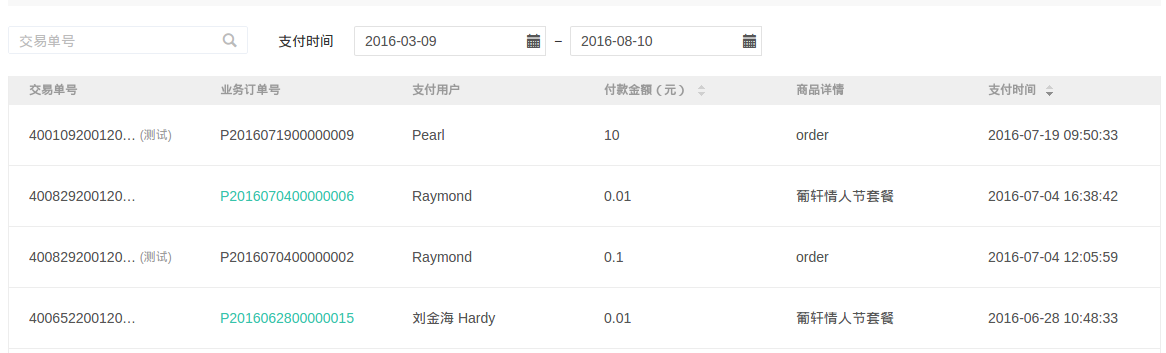 交易单号 支付时间 2016-03-09 – 2016-08-10
交易单号 业务订单号 支付用户 付款金额（元） 商品详情 支付时间
400109200120... (测试) P2016071900000009 Pearl 10 order 2016-07-19 09:50:33
400829200120... P2016070400000006 Raymond 0.01 葡轩情人节套餐 2016-07-04 16:38:42
400829200120... (测试) P2016070400000002 Raymond 0.1 order 2016-07-04 12:05:59
400652200120... P2016062800000015 刘金海 Hardy 0.01 葡轩情人节套餐 2016-06-28 10:48:33